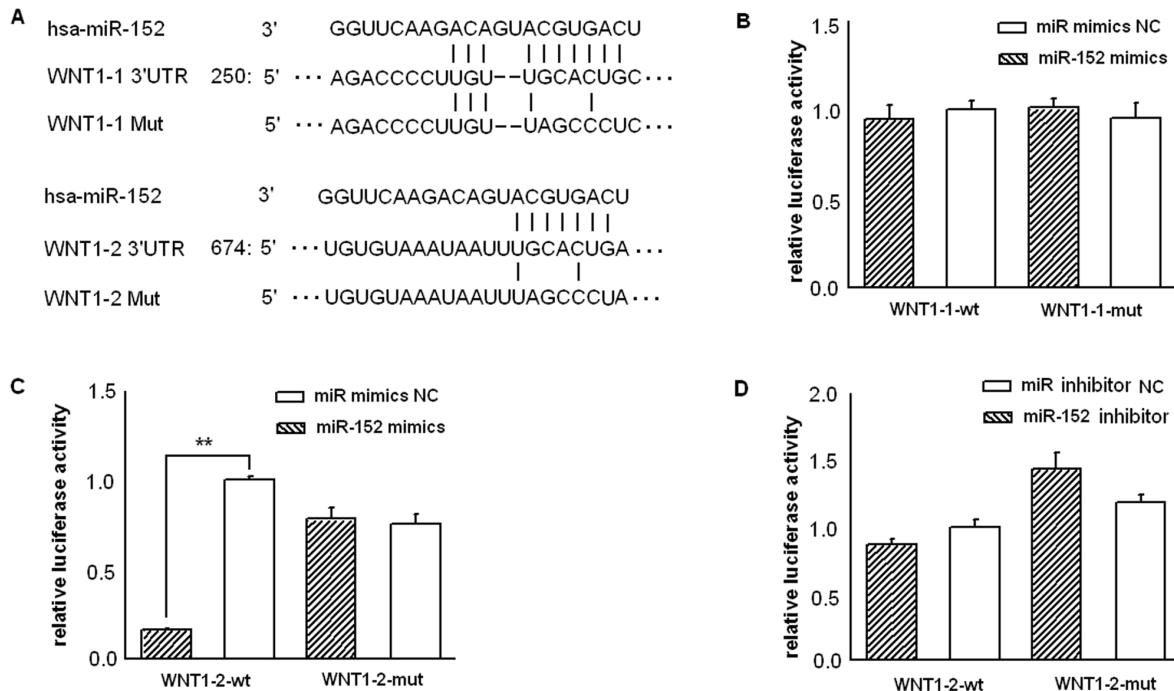 A
hsa-miR-152 3' GGUUCAAGACAGUACGUGACU
WNT1-1 3'UTR 250: 5' ··· AGACCCCUUGU--UGCACUGC ···
WNT1-1 Mut 5' ··· AGACCCCUUGU--UAGCCCUC ···
hsa-miR-152 3' GGUUCAAGACAGUACGUGACU
WNT1-2 3'UTR 674: 5' ··· UGUGUAAAUAAUUUGCACUGA ···
WNT1-2 Mut 5' ··· UGUGUAAAUAAUUUAGCCCUA ···
B
relative luciferase activity
1.5
1.0
0.5
0.0
miR mimics NC
miR-152 mimics
WNT1-1-wt WNT1-1-mut
C
relative luciferase activity
1.5
1.0
0.5
0.0
miR mimics NC
miR-152 mimics
**
WNT1-2-wt WNT1-2-mut
D
relative luciferase activity
2.0
1.5
1.0
0.5
0.0
miR inhibitor NC
miR-152 inhibitor
WNT1-2-wt WNT1-2-mut